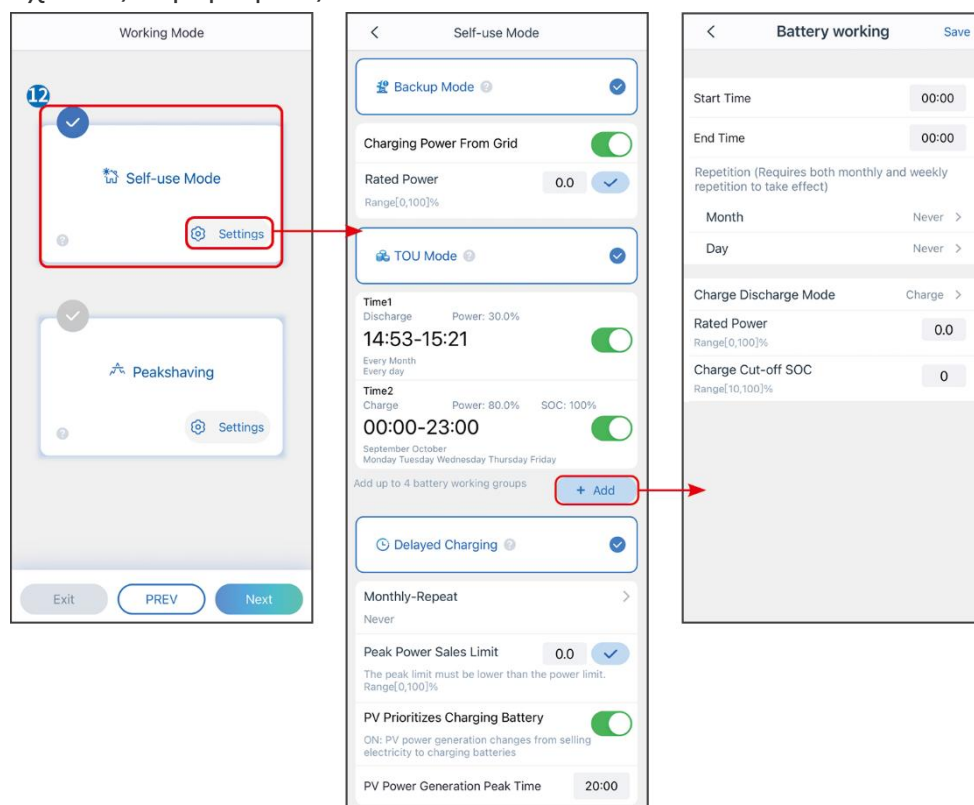 Working Mode
12
Self-use Mode
Settings
Peakshaving
Settings
Exit
PREV
Next
Self-use Mode
Backup Mode
Charging Power From Grid
Rated Power
0.0
Range[0,100]%
TOU Mode
Time1
Discharge Power: 30.0%
14:53-15:21
Every Month
Every day
Time2
Charge Power: 80.0% SOC: 100%
00:00-23:00
September October
Monday Tuesday Wednesday Thursday Friday
Add up to 4 battery working groups
+ Add
Delayed Charging
Monthly-Repeat
Never
Peak Power Sales Limit
0.0
The peak limit must be lower than the power limit.
Range[0,100]%
PV Prioritizes Charging Battery
ON: PV power generation changes from selling
electricity to charging batteries
PV Power Generation Peak Time 20:00
Battery working
Save
Start Time 00:00
End Time 00:00
Repetition (Requires both monthly and weekly
repetition to take effect)
Month Never
Day Never
Charge Discharge Mode Charge
Rated Power
0.0
Range[0,100]%
Charge Cut-off SOC
0
Range[10,100]%